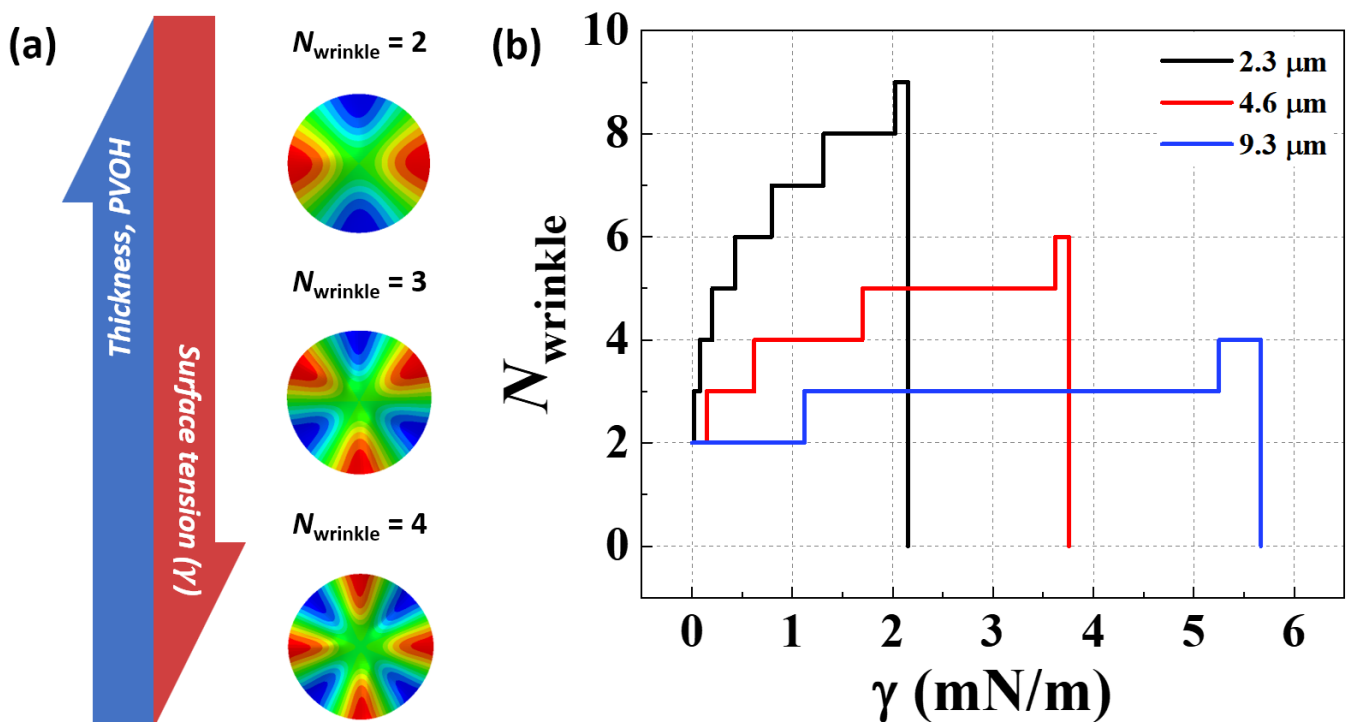 (a)
Thickness, PVOH
Surface tension (γ)
N_wrinkle = 2
N_wrinkle = 3
N_wrinkle = 4
(b)
10
8
6
4
2
0
N_wrinkle
2.3 μm
4.6 μm
9.3 μm
0 1 2 3 4 5 6
γ (mN/m)